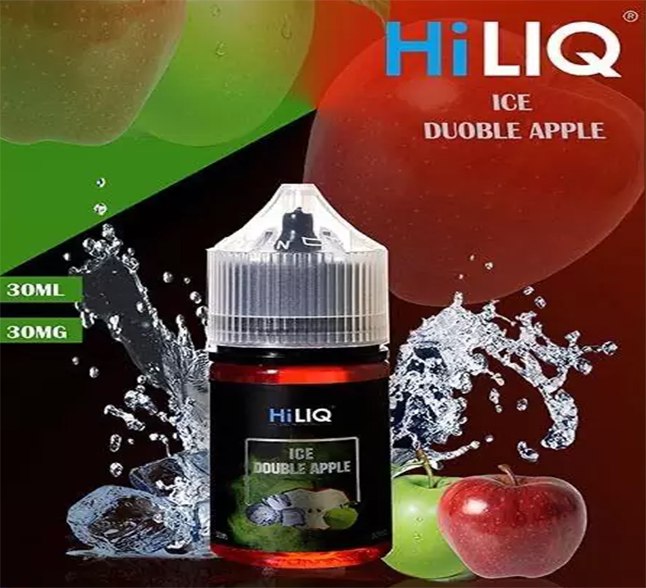 HiLIQ®
ICE
DUOBLE APPLE
30ML
30MG
HiLIQ
ICE
DOUBLE APPLE